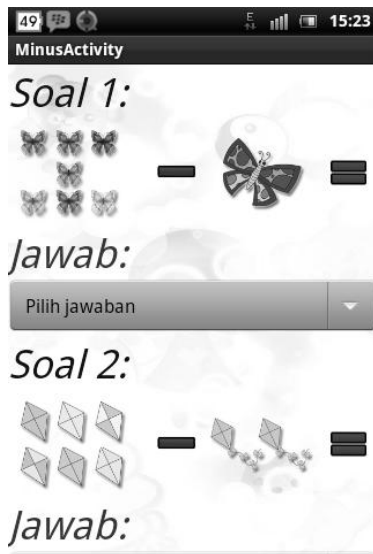 49
E
15:23
MinusActivity
Soal 1:
Jawab:
Pilih jawaban
Soal 2:
Jawab: